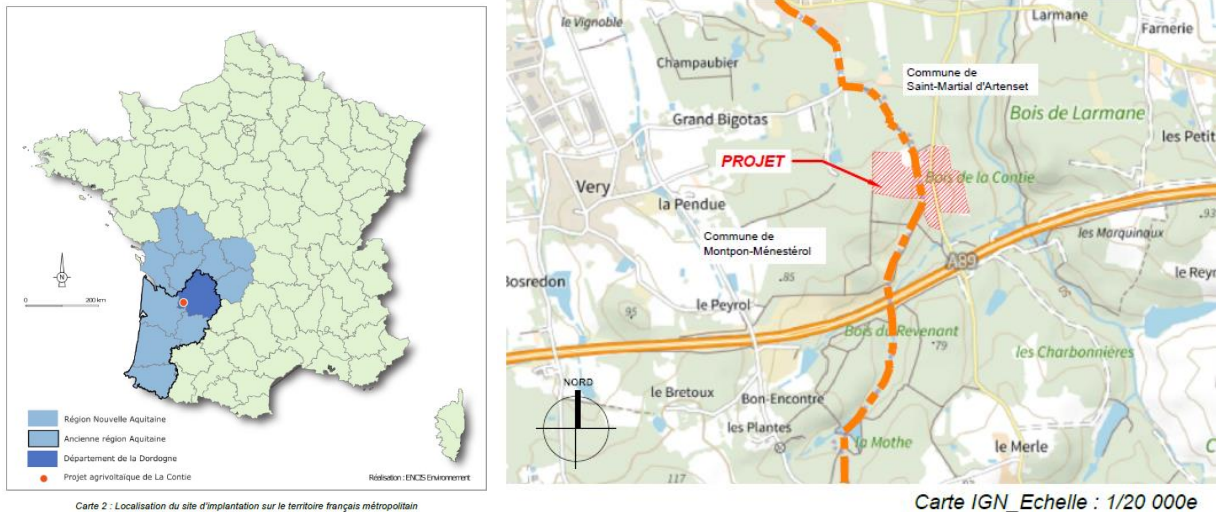 N
0
200 km
Région Nouvelle Aquitaine
Ancienne région Aquitaine
Département de la Dordogne
Projet agrivoltaïque de La Contie
Réalisation : ENCIS Environnement
Carte 2 : Localisation du site d'implantation sur le territoire français métropolitain
le Vignoble
Larmane
Farnerie
Champaubier
Commune de
Saint-Martial d'Artenset
Bois de Larmane
Grand Bigotas
les Petit
PROJET
Bois de la Contie
Very
la Pendue
93
Commune de
Montpon-Ménestérol
les Marquinaux
A89
Bosredon
85
le Rey
95
le Peyrol
Bois du Revenant
79
les Charbonnières
NORD
le Bretoux
Bon-Encontre
les Plantes
la Mothe
le Merle
117
C
Carte IGN_Echelle : 1/20 000e